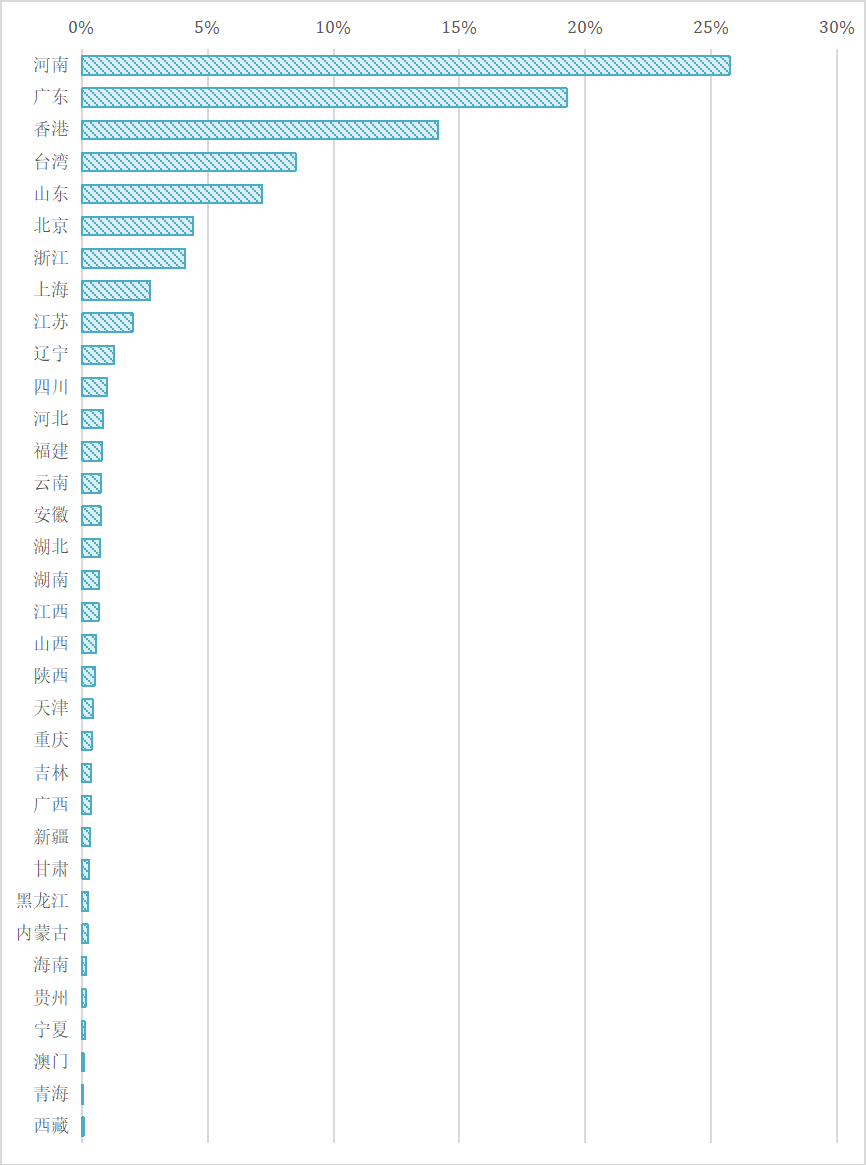 0% 5% 10% 15% 20% 25% 30%
河南
广东
香港
台湾
山东
北京
浙江
上海
江苏
辽宁
四川
河北
福建
云南
安徽
湖北
湖南
江西
山西
陕西
天津
重庆
吉林
广西
新疆
甘肃
黑龙江
内蒙古
海南
贵州
宁夏
澳门
青海
西藏